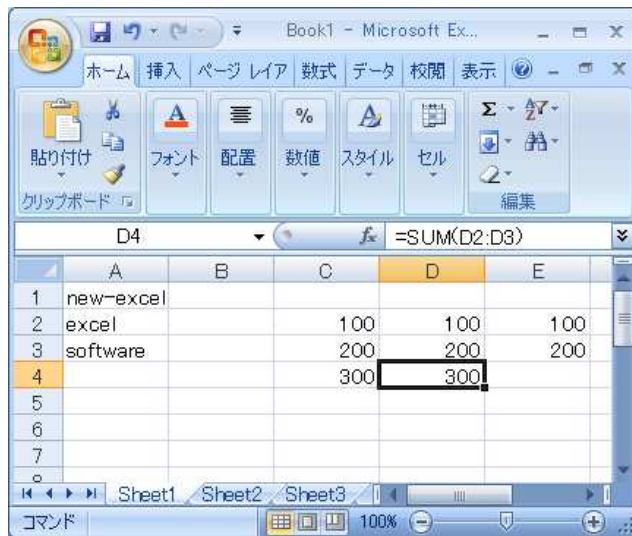 Book1 - Microsoft Ex...
ホーム 挿入 ページ レイア 数式 データ 校閲 表示
貼り付け フォント 配置 % 数値 スタイル セル Σ
クリップボード 編集
D4 fx =SUM(D2:D3)
A B C D E
1 new-excel
2 excel 100 100 100
3 software 200 200 200
4 300 300
5
6
7
Sheet1 Sheet2 Sheet3
コマンド 100%